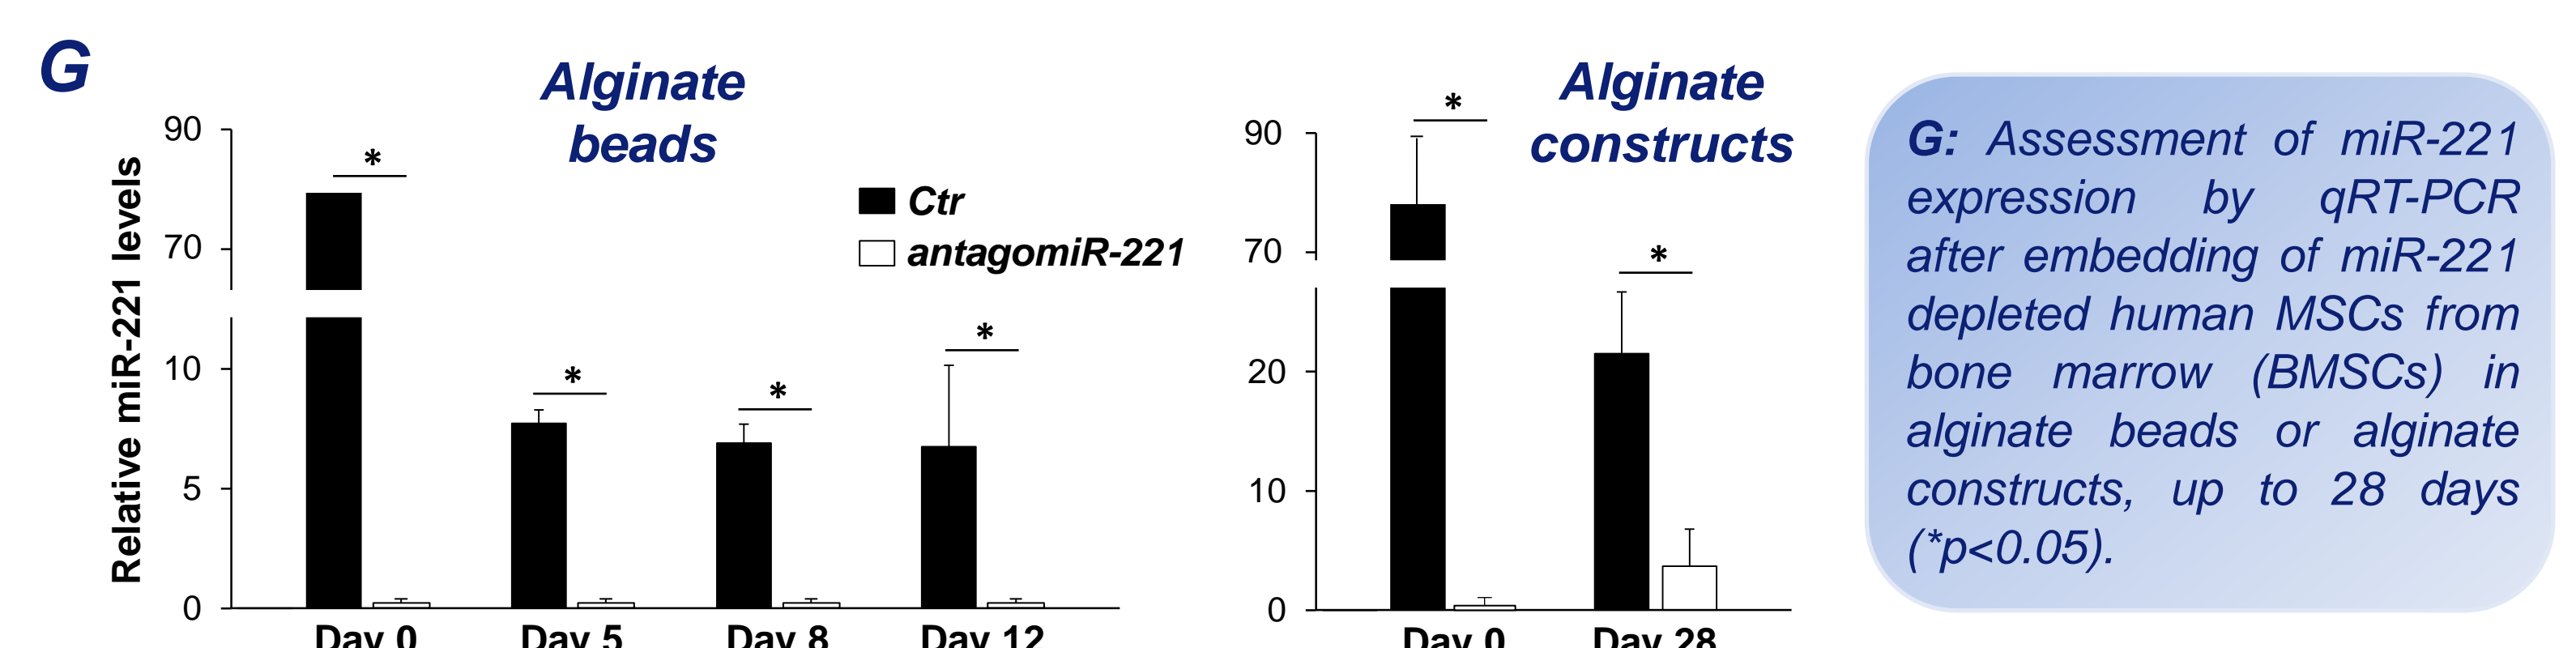 G
Alginate
beads
Relative miR-221 levels
90
70
10
5
0
*
*
*
*
Ctr
antagomiR-221
Day 0
Day 5
Day 8
Day 12
Alginate
constructs
90
70
20
10
0
*
*
Day 0
Day 28
G: Assessment of miR-221
expression by qRT-PCR
after embedding of miR-221
depleted human MSCs from
bone marrow (BMSCs) in
alginate beads or alginate
constructs, up to 28 days
(*p<0.05).